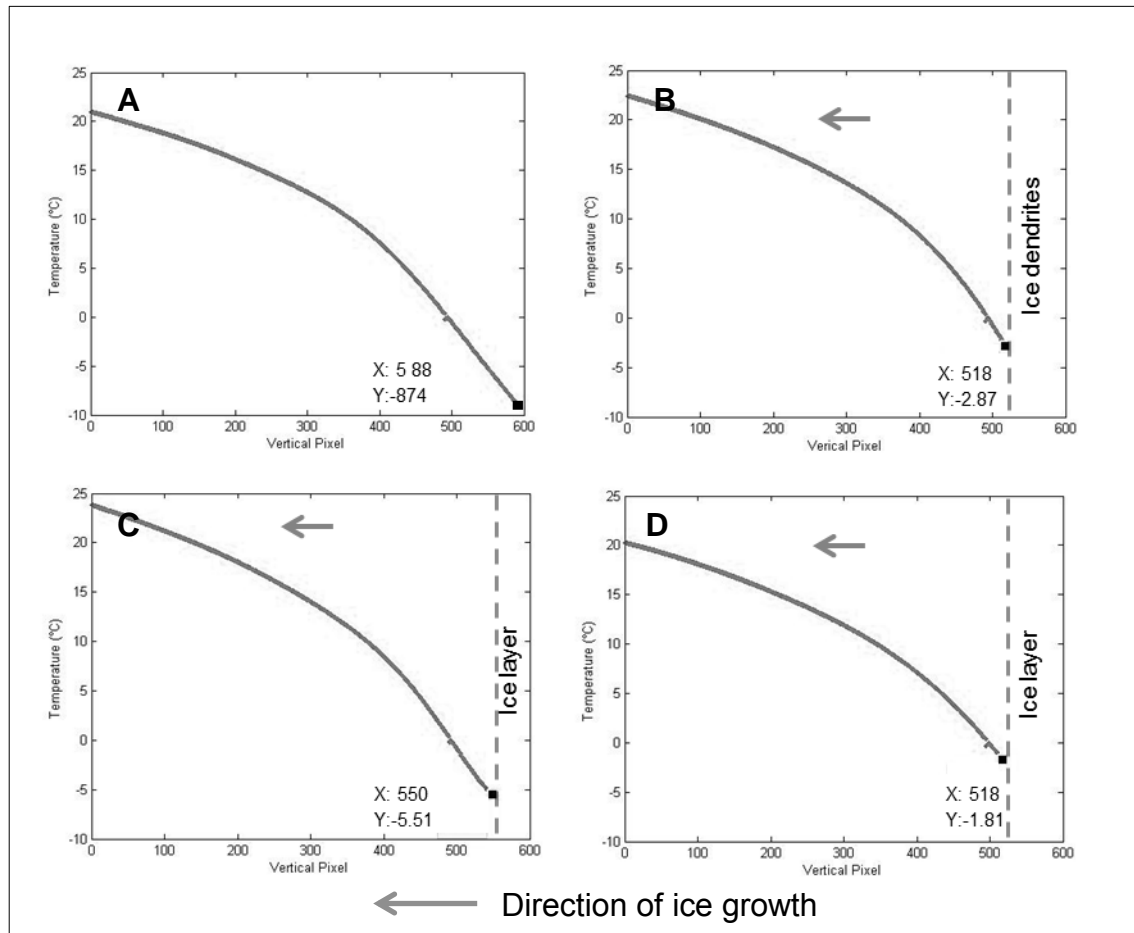 A
25
20
15
10
5
0
-5
-10
Temperature (°C)
X: 5 88
Y:-874
0 100 200 300 400 500 600
Vertical Pixel
B
25
20
15
10
5
0
-5
-10
Temperature (°C)
Ice dendrites
X: 518
Y:-2.87
0 100 200 300 400 500 600
Verical Pixel
C
25
20
15
10
5
0
-5
-10
Temperature (°C)
Ice layer
X: 550
Y:-5.51
0 100 200 300 400 500 600
Vertical Pixel
D
25
20
15
10
5
0
-5
-10
Temperature (°C)
Ice layer
X: 518
Y:-1.81
0 100 200 300 400 500 600
Vertical Pixel
Direction of ice growth